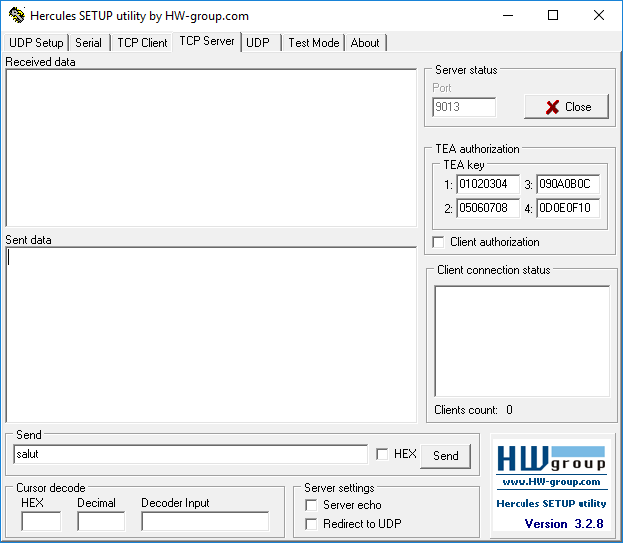 Hercules SETUP utility by HW-group.com
UDP Setup Serial TCP Client TCP Server UDP Test Mode About
Received data
Sent data
Server status
Port
9013
Close
TEA authorization
TEA key
1: 01020304 3: 090A0B0C
2: 05060708 4: 0D0E0F10
Client authorization
Client connection status
Clients count: 0
Send
salut
HEX
Send
Cursor decode
HEX Decimal Decoder Input
Server settings
Server echo
Redirect to UDP
HW group
www.HW-group.com
Hercules SETUP utility
Version 3.2.8